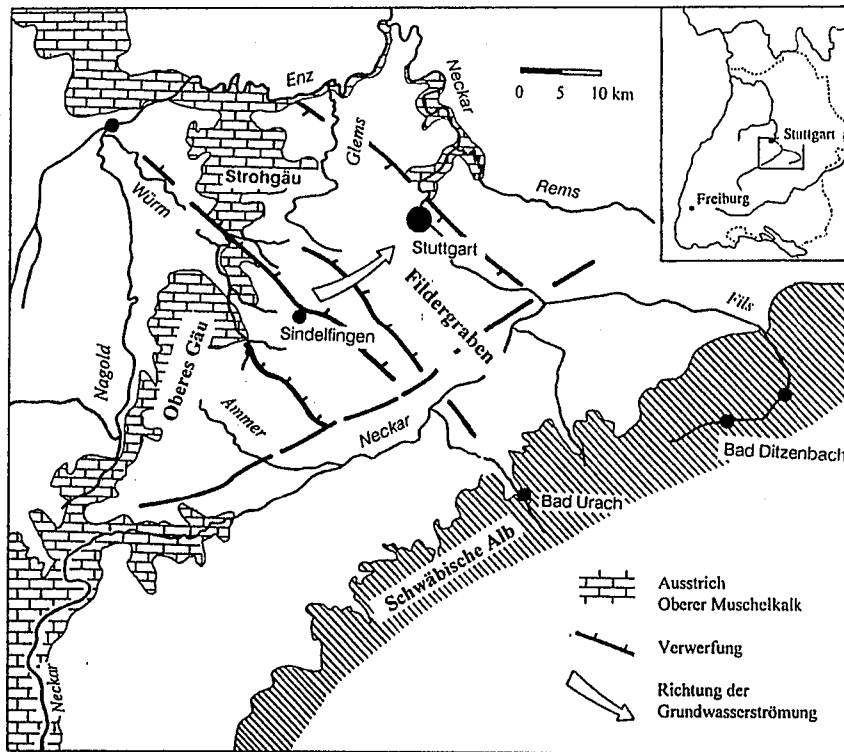 Enz
Neckar
0 5 10 km
Stuttgart
Freiburg
Glems
Strohgäu
Würm
Rems
Stuttgart
Fildergraben
Sindelfingen
Fils
Oberes Gäu
Nagold
Ammer
Neckar
Bad Ditzenbach
Bad Urach
Schwäbische Alb
Ausstrich
Oberer Muschelkalk
Verwerfung
Neckar
Richtung der
Grundwasserströmung